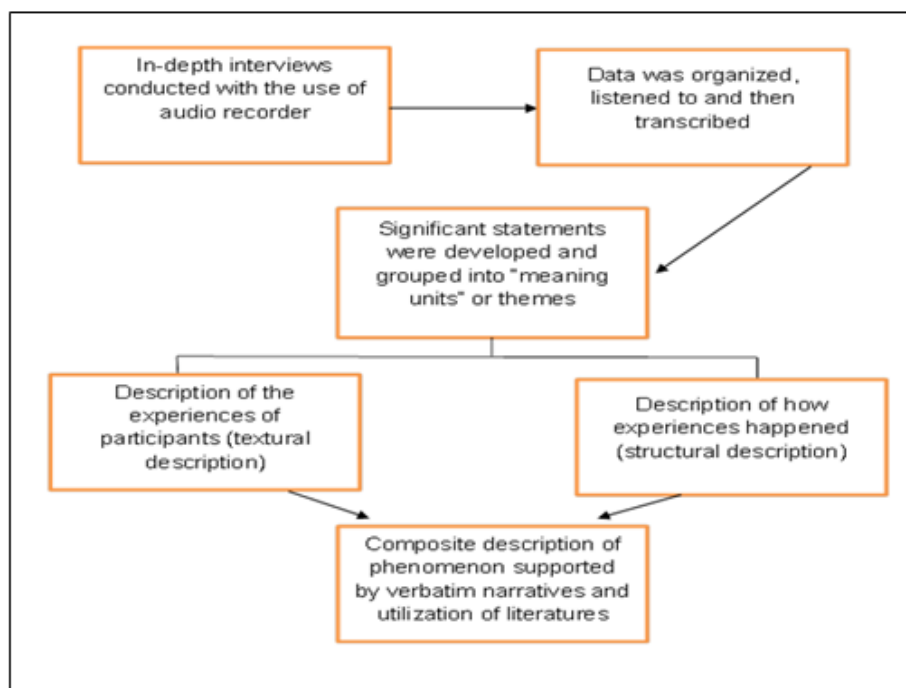 In-depth interviews
conducted with the use of
audio recorder
Data was organized,
listened to and then
transcribed
Significant statements
were developed and
grouped into "meaning
units" or themes
Description of the
experiences of
participants (textural
description)
Description of how
experiences happened
(structural description)
Composite description of
phenomenon supported
by verbatim narratives and
utilization of literatures